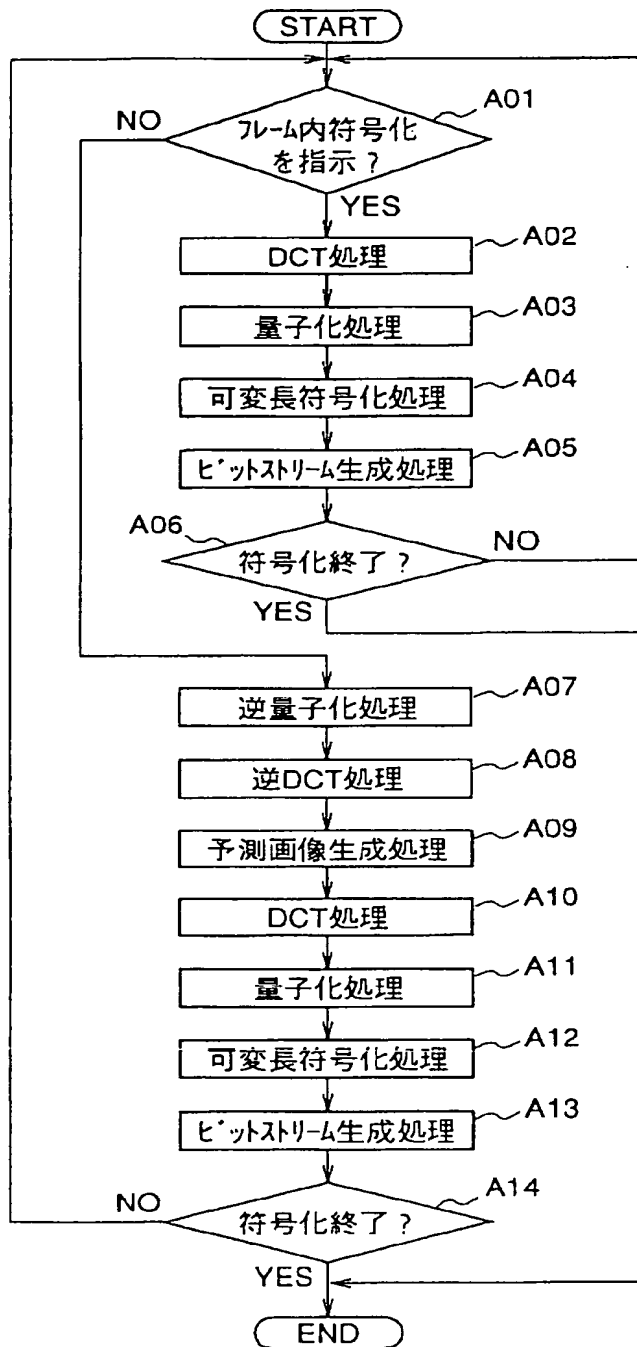 START
A01
NO
フレーム内符号化
を指示?
YES
A02
DCT処理
A03
量子化処理
A04
可変長符号化処理
A05
ビットストリーム生成処理
A06
符号化終了?
NO
YES
A07
逆量子化処理
A08
逆DCT処理
A09
予測画像生成処理
A10
DCT処理
A11
量子化処理
A12
可変長符号化処理
A13
ビットストリーム生成処理
A14
NO
符号化終了?
YES
END